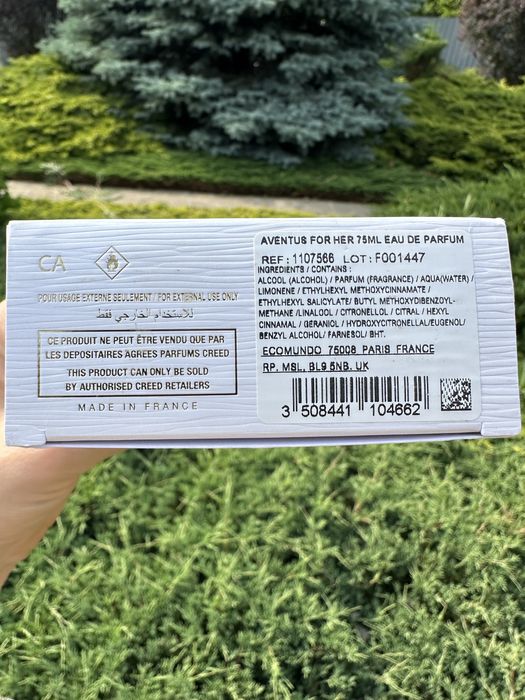 CA
POUR USAGE EXTERNE SEULEMENT / FOR EXTERNAL USE ONLY
للاستخدام الخارجي فقط
CE PRODUIT NE PEUT ÊTRE VENDU QUE PAR
LES DEPOSITAIRES AGREES PARFUMS CREED
THIS PRODUCT CAN ONLY BE SOLD
BY AUTHORISED CREED RETAILERS
MADE IN FRANCE
AVENTUS FOR HER 75ML EAU DE PARFUM
REF: 1107566 LOT: F001447
INGREDIENTS / CONTAINS :
ALCOOL (ALCOHOL) / PARFUM (FRAGRANCE) / AQUA(WATER) /
LIMONENE / ETHYLHEXYL METHOXYCINNAMATE /
ETHYLHEXYL SALICYLATE/ BUTYL METHOXYDIBENZOYL-
METHANE /LINALOOL / CITRONELLOL / CITRAL / HEXYL
CINNAMAL / GERANIOL / HYDROXYCITRONELLA/EUGENOL/
BENZYL ALCOHOL/ FARNESOL/ BHT.
ECOMUNDO 75008 PARIS FRANCE
RP. MSL, BL9 5NB. UK
3 508441 104662